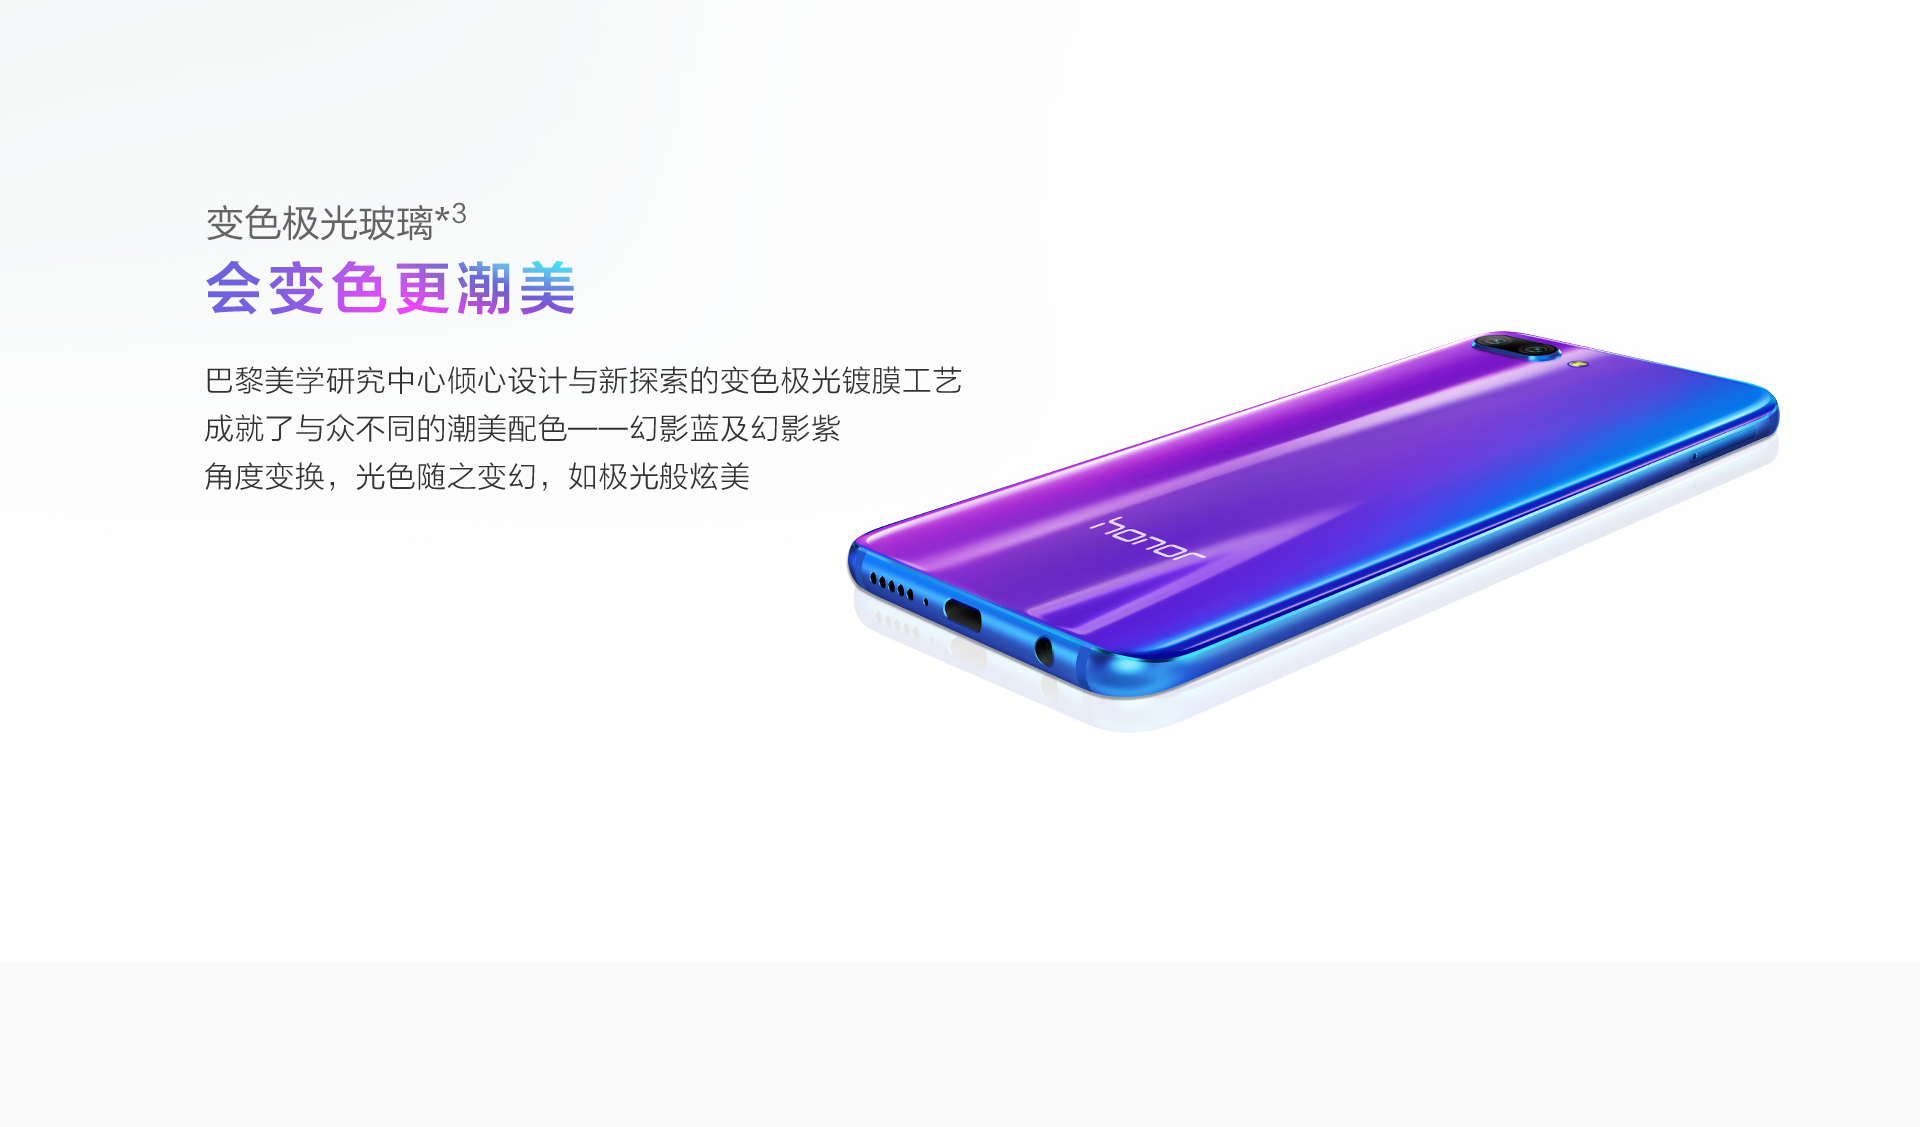 变色极光玻璃*3
会变色更潮美
巴黎美学研究中心倾心设计与新探索的变色极光镀膜工艺
成就了与众不同的潮美配色——幻影蓝及幻影紫
角度变换，光色随之变幻，如极光般炫美
honor